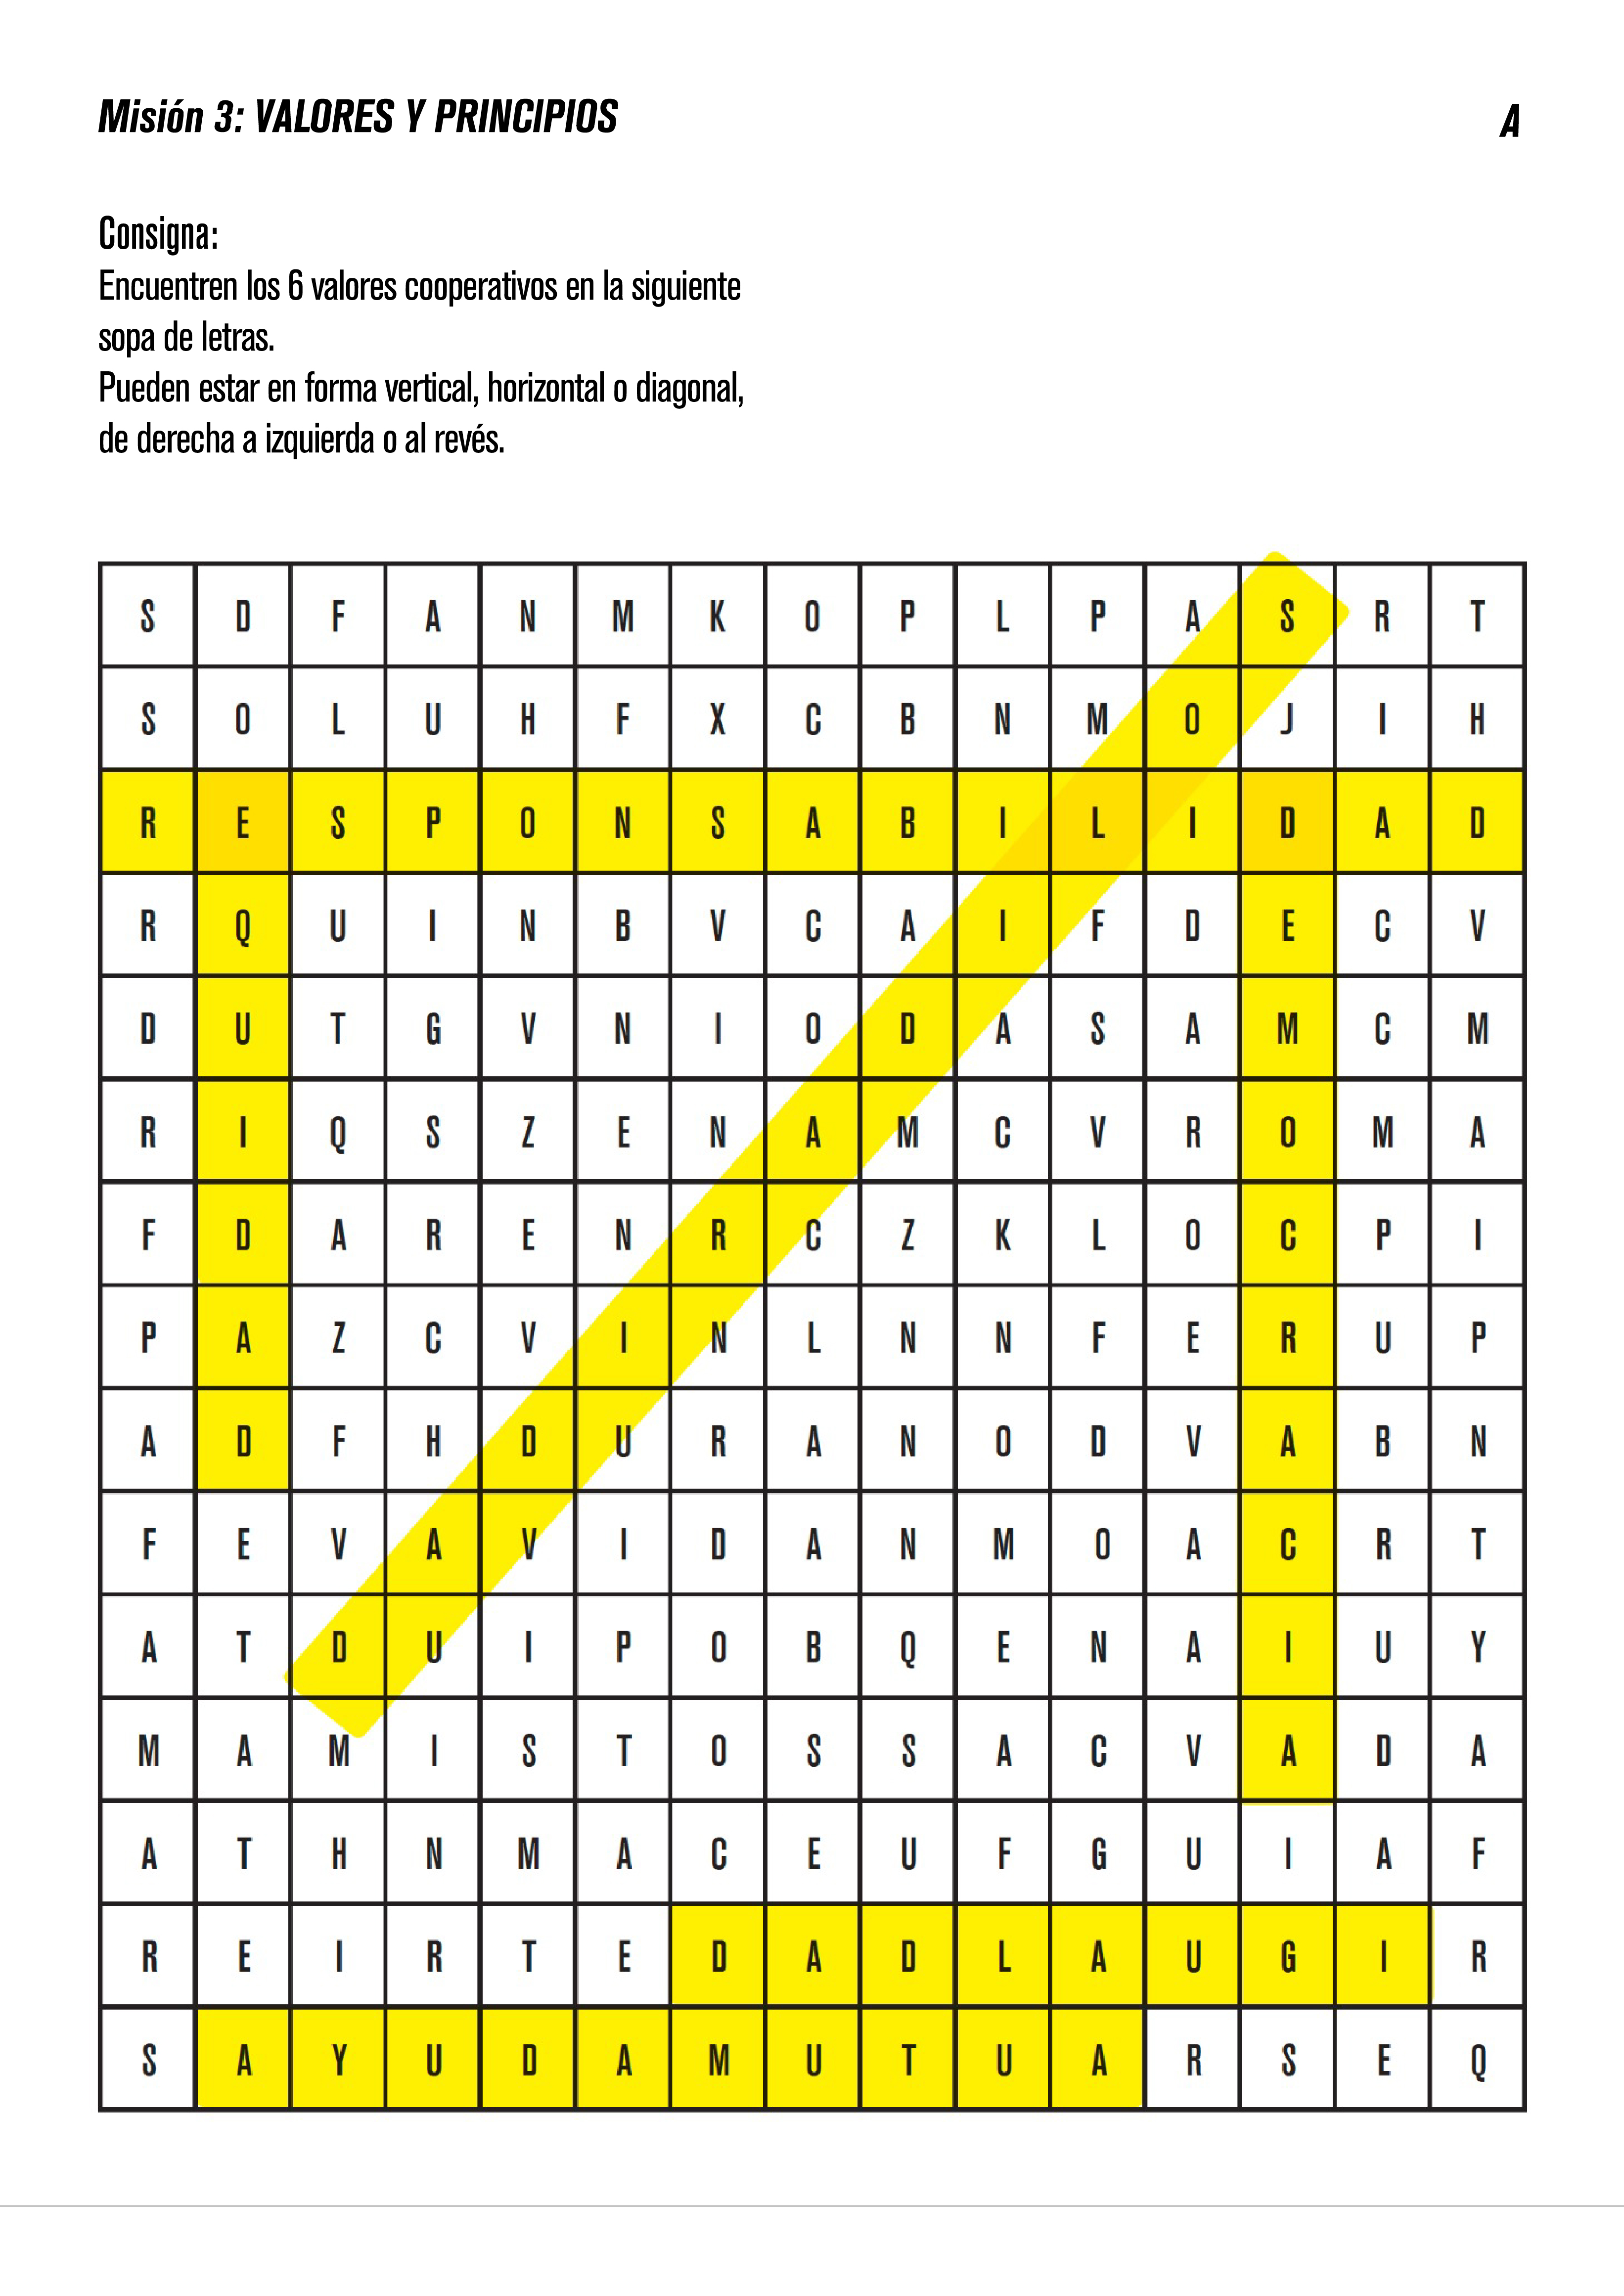 Misión 3: VALORES Y PRINCIPIOS A
Consigna:
Encuentren los 6 valores cooperativos en la siguiente
sopa de letras.
Pueden estar en forma vertical, horizontal o diagonal,
de derecha a izquierda o al revés.
S D F A N M K O P L P A S R T
S O L U H F X C B N M O J I H
R E S P O N S A B I L I D A D
R Q U I N B V C A I F D E C V
D U T G V N I O D A S A M C M
R I Q S Z E N A M C V R O M A
F D A R E N R C Z K L O C P I
P A Z C V I N L N N F E R U P
A D F H D U R A N O D V A B N
F E V A V I D A N M O A C R T
A T D U I P O B Q E N A I U Y
M A M I S T O S S A C V A D A
A T H N M A C E U F G U I A F
R E I R T E D A D L A U G I R
S A Y U D A M U T U A R S E Q